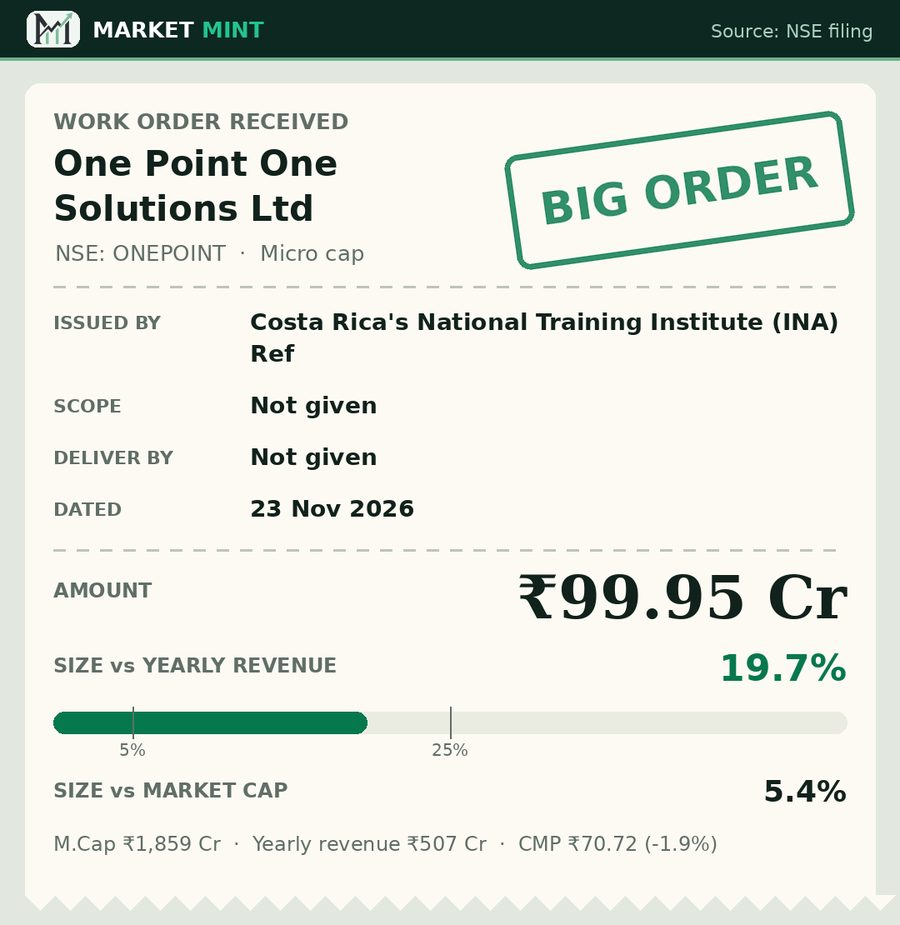 MARKET MINT
Source: NSE filing
WORK ORDER RECEIVED
One Point One
Solutions Ltd
NSE: ONEPOINT · Micro cap
BIG ORDER
ISSUED BY
Costa Rica's National Training Institute (INA)
Ref
SCOPE
Not given
DELIVER BY
Not given
DATED
23 Nov 2026
AMOUNT
₹99.95 Cr
SIZE vs YEARLY REVENUE
19.7%
5%
25%
SIZE vs MARKET CAP
5.4%
M.Cap ₹1,859 Cr · Yearly revenue ₹507 Cr · CMP ₹70.72 (-1.9%)